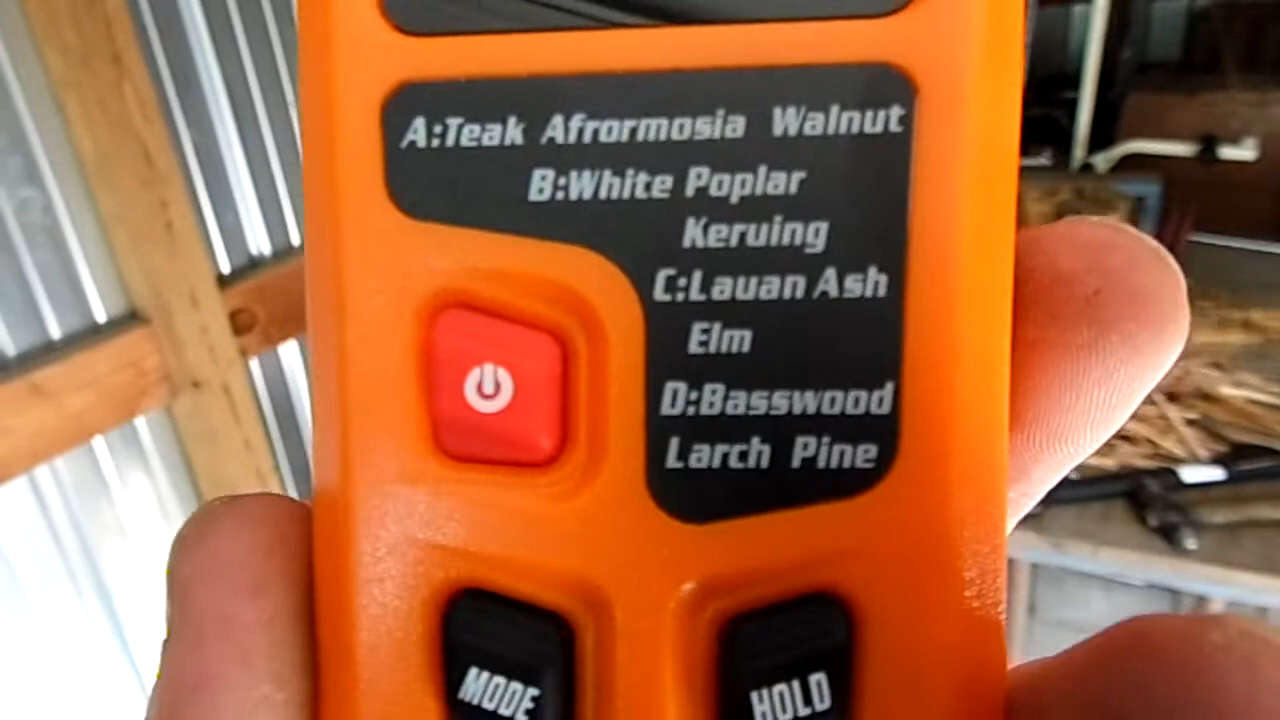 A:Teak Afrormosia Walnut
B:White Poplar
Keruing
C:Lauan Ash
Elm
D:Basswood
Larch Pine
MODE
HOLD